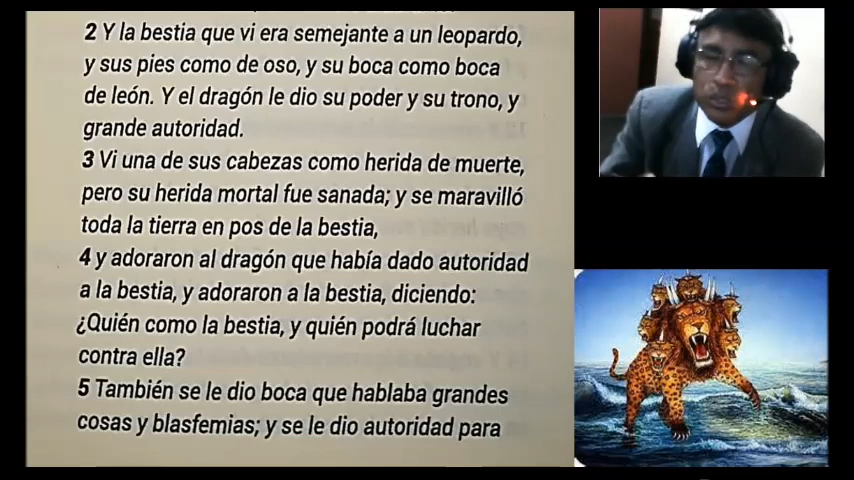 2 Y la bestia que vi era semejante a un leopardo,
y sus pies como de oso, y su boca como boca
de león. Y el dragón le dio su poder y su trono, y
grande autoridad.
3 Vi una de sus cabezas como herida de muerte,
pero su herida mortal fue sanada; y se maravilló
toda la tierra en pos de la bestia,
4 y adoraron al dragón que había dado autoridad
a la bestia, y adoraron a la bestia, diciendo:
¿Quién como la bestia, y quién podrá luchar
contra ella?
5 También se le dio boca que hablaba grandes
cosas y blasfemias; y se le dio autoridad para